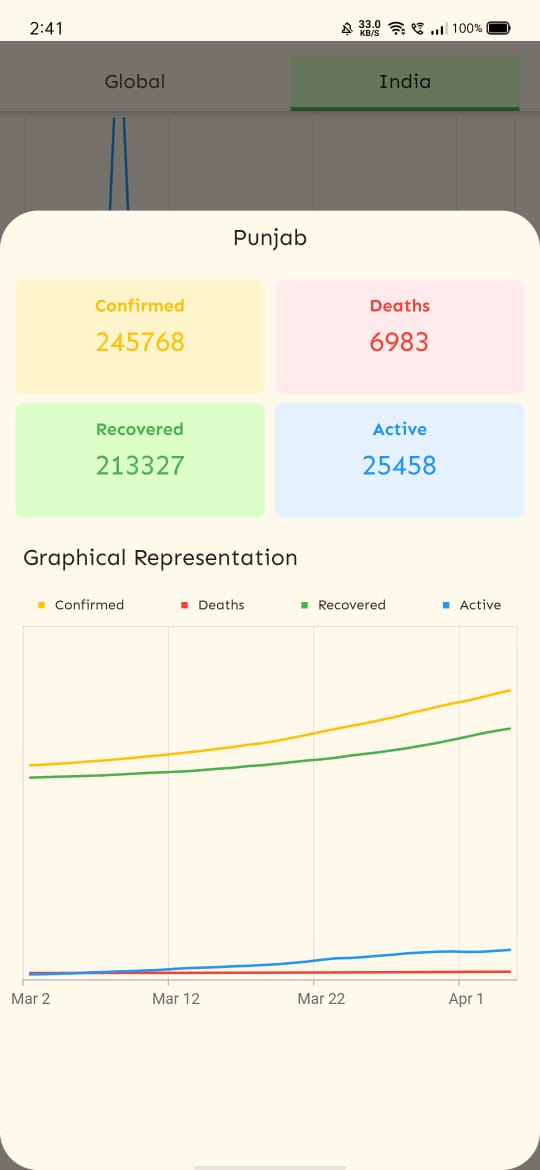 2:41 33.0 KB/S 100%
Global India
Punjab
Confirmed Deaths
245768 6983
Recovered Active
213327 25458
Graphical Representation
Confirmed Deaths Recovered Active
Mar 2 Mar 12 Mar 22 Apr 1